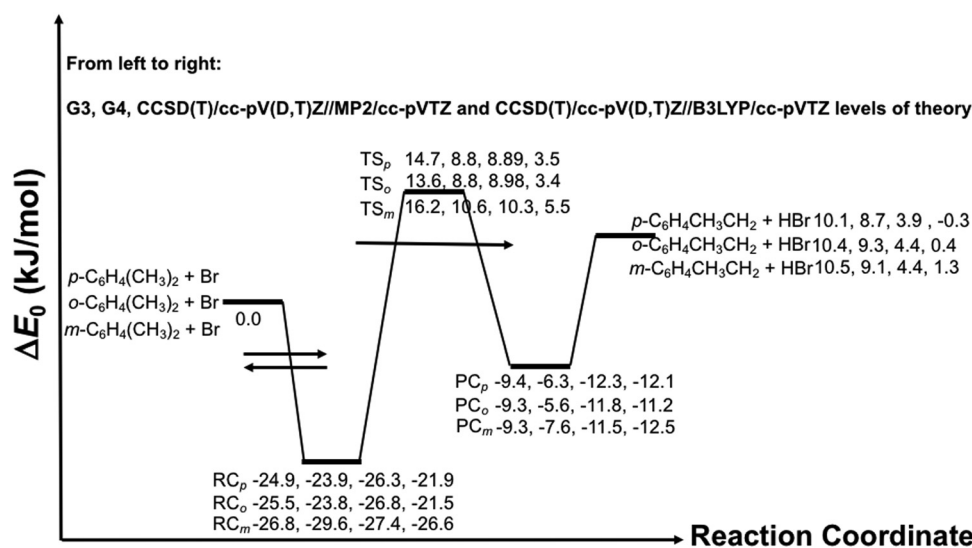 From left to right:
G3, G4, CCSD(T)/cc-pV(D,T)Z//MP2/cc-pVTZ and CCSD(T)/cc-pV(D,T)Z//B3LYP/cc-pVTZ levels of theory
TSp 14.7, 8.8, 8.89, 3.5
TSo 13.6, 8.8, 8.98, 3.4
TSm 16.2, 10.6, 10.3, 5.5
p-C6H4CH3CH2 + HBr 10.1, 8.7, 3.9 , -0.3
o-C6H4CH3CH2 + HBr 10.4, 9.3, 4.4, 0.4
m-C6H4CH3CH2 + HBr 10.5, 9.1, 4.4, 1.3
ΔE0 (kJ/mol)
p-C6H4(CH3)2 + Br
o-C6H4(CH3)2 + Br
0.0
m-C6H4(CH3)2 + Br
PCp -9.4, -6.3, -12.3, -12.1
PCo -9.3, -5.6, -11.8, -11.2
PCm -9.3, -7.6, -11.5, -12.5
RCp -24.9, -23.9, -26.3, -21.9
RCo -25.5, -23.8, -26.8, -21.5
RCm -26.8, -29.6, -27.4, -26.6
Reaction Coordinate